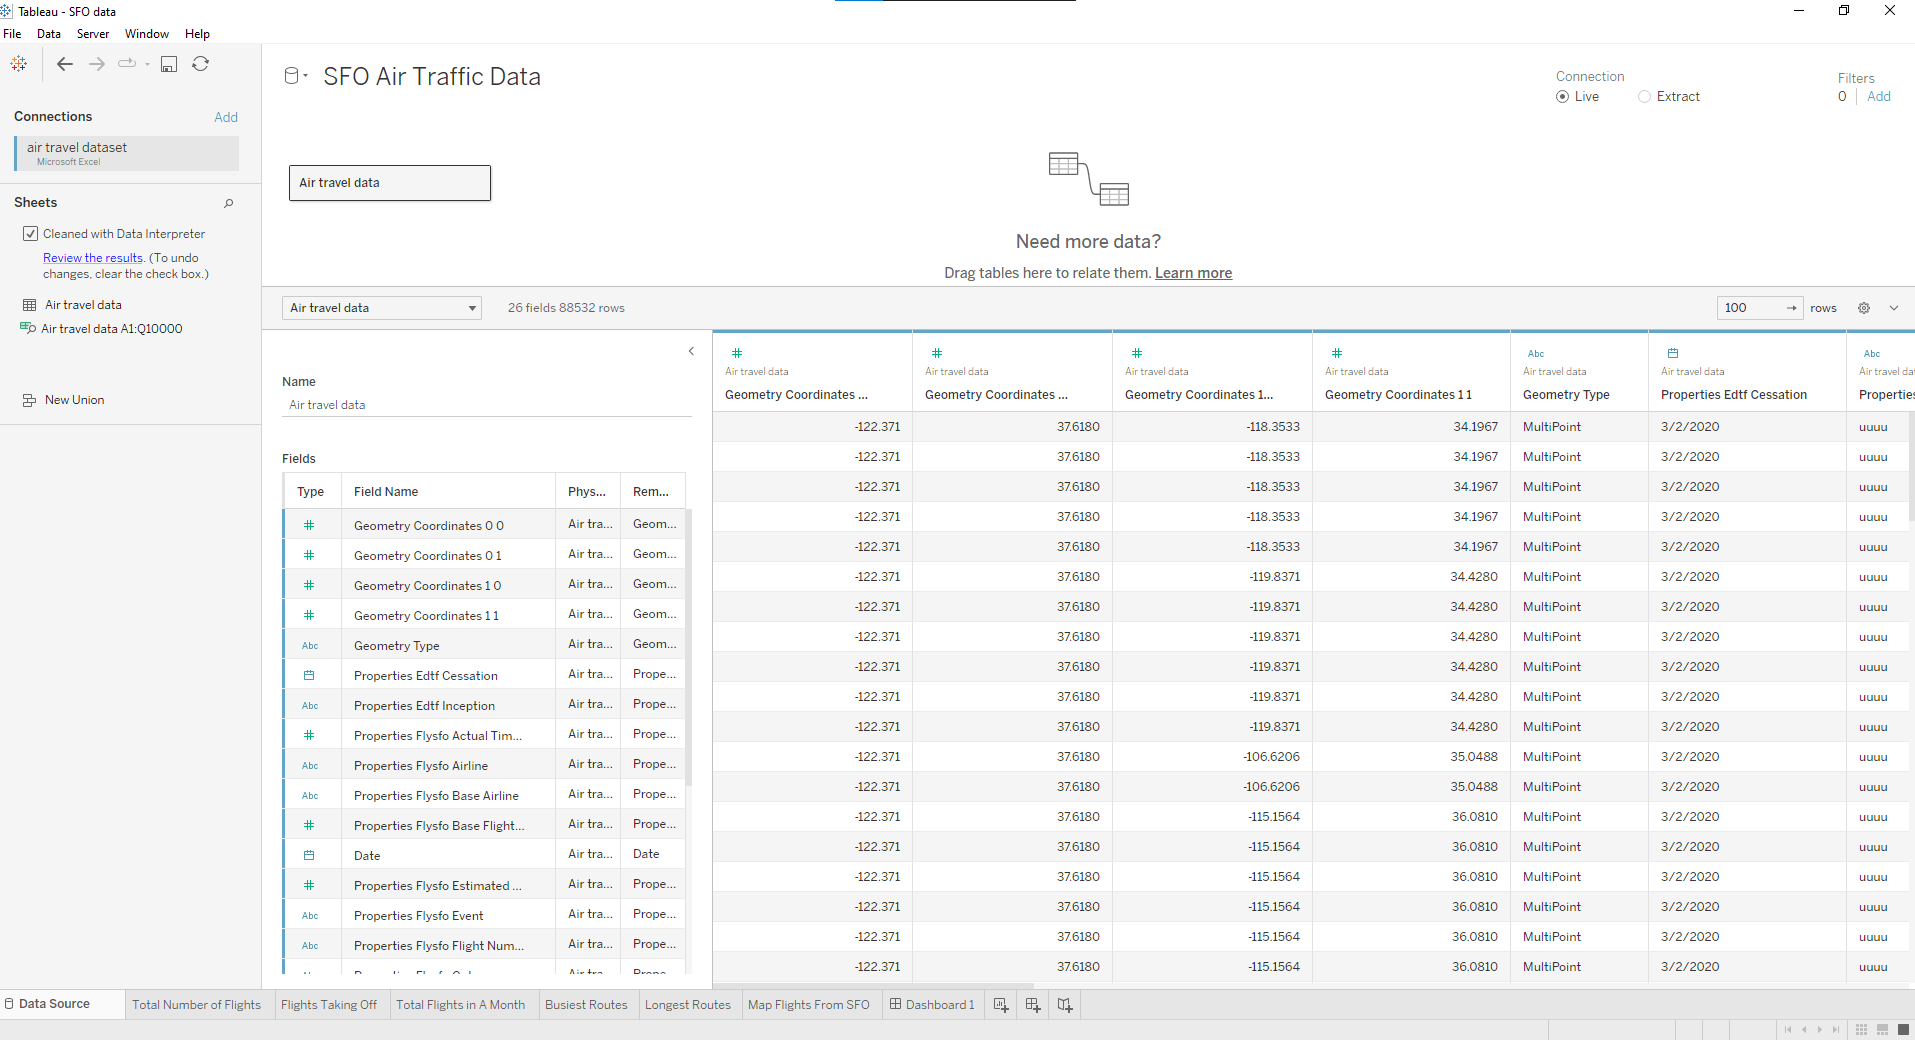 Tableau - SFO data
File Data Server Window Help
Connections Add
air travel dataset
Microsoft Excel
Sheets
Cleaned with Data Interpreter
Review the results. (To undo
changes, clear the check box.)
Air travel data
Air travel data A1:Q10000
New Union
SFO Air Traffic Data
Connection
Live Extract
Filters
0 Add
Air travel data
Need more data?
Drag tables here to relate them. Learn more
Air travel data 26 fields 88532 rows 100 rows
Name
Air travel data
Fields
Type Field Name Phys... Rem...
# Geometry Coordinates 0 0 Air tra... Geom...
# Geometry Coordinates 0 1 Air tra... Geom...
# Geometry Coordinates 1 0 Air tra... Geom...
# Geometry Coordinates 1 1 Air tra... Geom...
Abc Geometry Type Air tra... Geom...
Properties Edtf Cessation Air tra... Prope...
Abc Properties Edtf Inception Air tra... Prope...
# Properties Flysfo Actual Tim... Air tra... Prope...
Abc Properties Flysfo Airline Air tra... Prope...
Abc Properties Flysfo Base Airline Air tra... Prope...
# Properties Flysfo Base Flight... Air tra... Prope...
Date Air tra... Date
# Properties Flysfo Estimated ... Air tra... Prope...
Abc Properties Flysfo Event Air tra... Prope...
Abc Properties Flysfo Flight Num... Air tra... Prope...
# # # # Abc Abc
Air travel data Air travel data Air travel data Air travel data Air travel data Air travel data Air travel dat
Geometry Coordinates ... Geometry Coordinates ... Geometry Coordinates 1... Geometry Coordinates 1 1 Geometry Type Properties Edtf Cessation Properties
-122.371 37.6180 -118.3533 34.1967 MultiPoint 3/2/2020 uuuu
-122.371 37.6180 -118.3533 34.1967 MultiPoint 3/2/2020 uuuu
-122.371 37.6180 -118.3533 34.1967 MultiPoint 3/2/2020 uuuu
-122.371 37.6180 -118.3533 34.1967 MultiPoint 3/2/2020 uuuu
-122.371 37.6180 -118.3533 34.1967 MultiPoint 3/2/2020 uuuu
-122.371 37.6180 -119.8371 34.4280 MultiPoint 3/2/2020 uuuu
-122.371 37.6180 -119.8371 34.4280 MultiPoint 3/2/2020 uuuu
-122.371 37.6180 -119.8371 34.4280 MultiPoint 3/2/2020 uuuu
-122.371 37.6180 -119.8371 34.4280 MultiPoint 3/2/2020 uuuu
-122.371 37.6180 -119.8371 34.4280 MultiPoint 3/2/2020 uuuu
-122.371 37.6180 -119.8371 34.4280 MultiPoint 3/2/2020 uuuu
-122.371 37.6180 -106.6206 35.0488 MultiPoint 3/2/2020 uuuu
-122.371 37.6180 -106.6206 35.0488 MultiPoint 3/2/2020 uuuu
-122.371 37.6180 -115.1564 36.0810 MultiPoint 3/2/2020 uuuu
-122.371 37.6180 -115.1564 36.0810 MultiPoint 3/2/2020 uuuu
-122.371 37.6180 -115.1564 36.0810 MultiPoint 3/2/2020 uuuu
-122.371 37.6180 -115.1564 36.0810 MultiPoint 3/2/2020 uuuu
-122.371 37.6180 -115.1564 36.0810 MultiPoint 3/2/2020 uuuu
-122.371 37.6180 -115.1564 36.0810 MultiPoint 3/2/2020 uuuu
Data Source Total Number of Flights Flights Taking Off Total Flights in A Month Busiest Routes Longest Routes Map Flights From SFO Dashboard 1